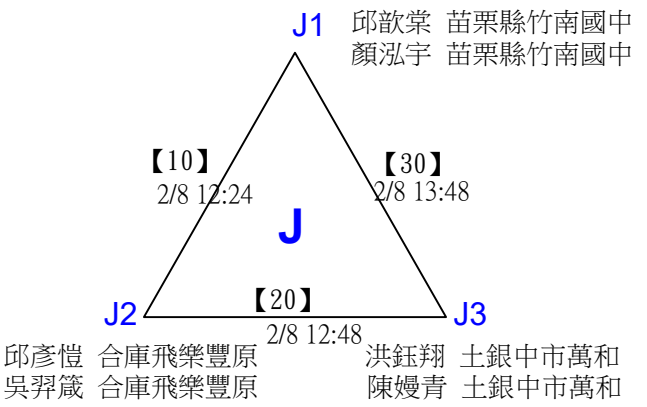 J1
邱歆棠 苗栗縣竹南國中
顏泓宇 苗栗縣竹南國中
【10】
2/8 12:24
【30】
2/8 13:48
J
【20】
2/8 12:48
J2
J3
邱彥愷 合庫飛樂豐原
吳羿箴 合庫飛樂豐原
洪鈺翔 土銀中市萬和
陳嫚青 土銀中市萬和